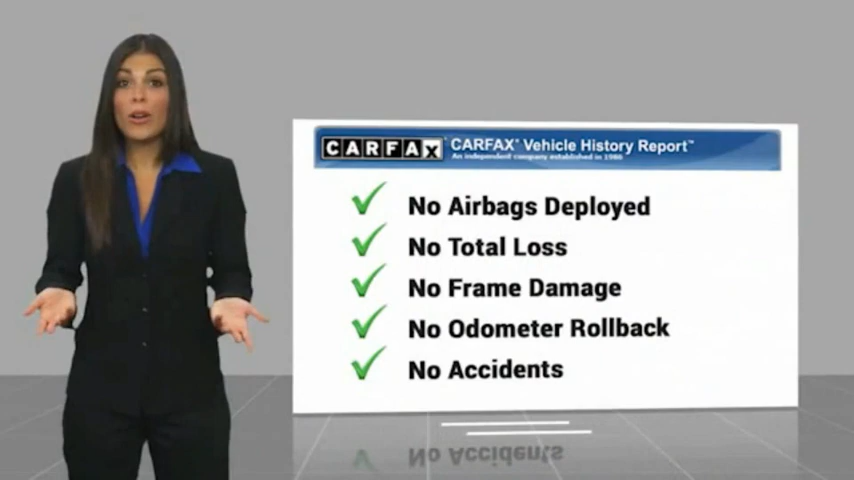 CARFAX CARFAX® Vehicle History Report™
An independent company established in 1986
No Airbags Deployed
No Total Loss
No Frame Damage
No Odometer Rollback
No Accidents
No Accidents